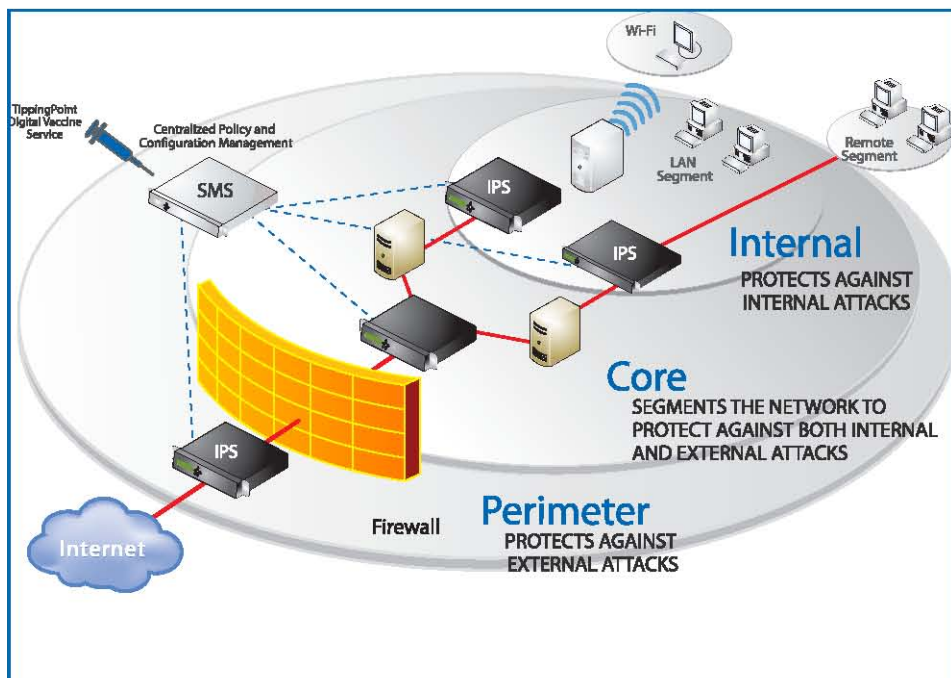 Wi-Fi
TippingPoint
Digital Vaccine
Service
Centralized Policy and
Configuration Management
SMS
IPS
LAN
Segment
Remote
Segment
IPS
Internal
PROTECTS AGAINST
INTERNAL ATTACKS
Core
SEGMENTS THE NETWORK TO
PROTECT AGAINST BOTH INTERNAL
AND EXTERNAL ATTACKS
IPS
Internet
Firewall
Perimeter
PROTECTS AGAINST
EXTERNAL ATTACKS